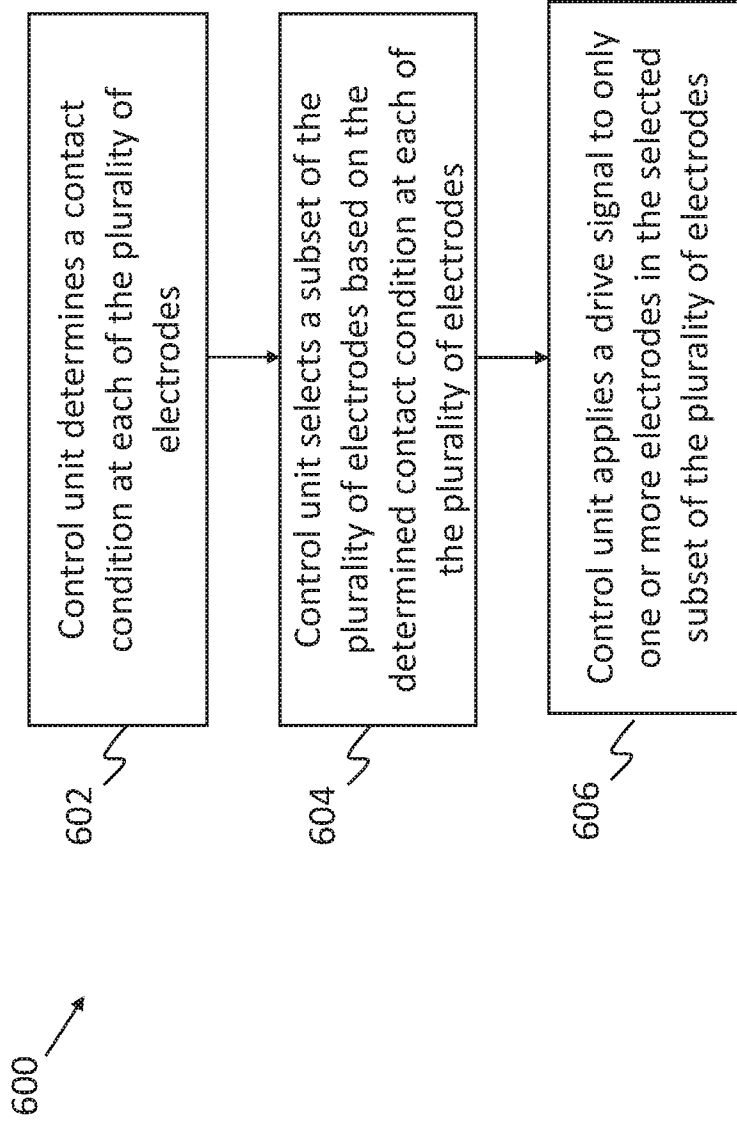 600
602
Control unit determines a contact
condition at each of the plurality of
electrodes
604
Control unit selects a subset of the
plurality of electrodes based on the
determined contact condition at each of
the plurality of electrodes
606
Control unit applies a drive signal to only
one or more electrodes in the selected
subset of the plurality of electrodes